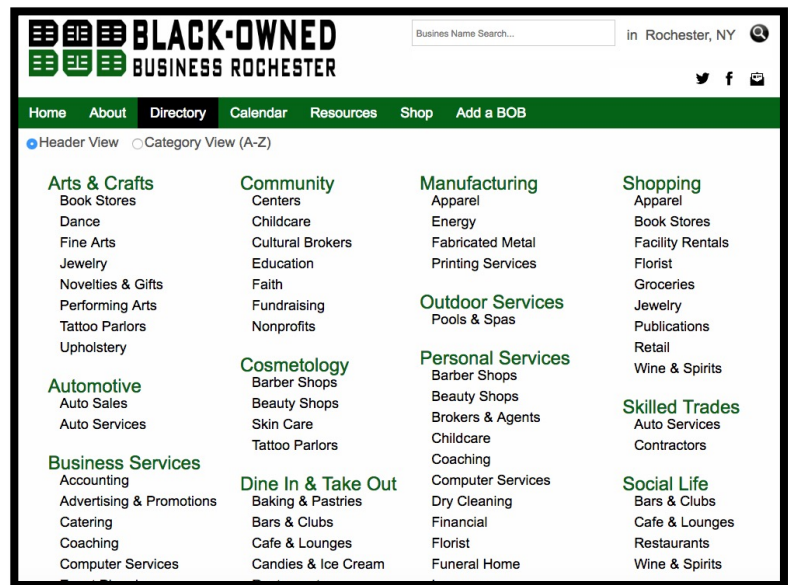 BLACK-OWNED
BUSINESS ROCHESTER
Busines Name Search...
in Rochester, NY
Home About Directory Calendar Resources Shop Add a BOB
Header View Category View (A-Z)
Arts & Crafts
Book Stores
Dance
Fine Arts
Jewelry
Novelties & Gifts
Performing Arts
Tattoo Parlors
Upholstery
Automotive
Auto Sales
Auto Services
Business Services
Accounting
Advertising & Promotions
Catering
Coaching
Computer Services
Community
Centers
Childcare
Cultural Brokers
Education
Faith
Fundraising
Nonprofits
Cosmetology
Barber Shops
Beauty Shops
Skin Care
Tattoo Parlors
Dine In & Take Out
Baking & Pastries
Bars & Clubs
Cafe & Lounges
Candies & Ice Cream
Manufacturing
Apparel
Energy
Fabricated Metal
Printing Services
Outdoor Services
Pools & Spas
Personal Services
Barber Shops
Beauty Shops
Brokers & Agents
Childcare
Coaching
Computer Services
Dry Cleaning
Financial
Florist
Funeral Home
Shopping
Apparel
Book Stores
Facility Rentals
Florist
Groceries
Jewelry
Publications
Retail
Wine & Spirits
Skilled Trades
Auto Services
Contractors
Social Life
Bars & Clubs
Cafe & Lounges
Restaurants
Wine & Spirits